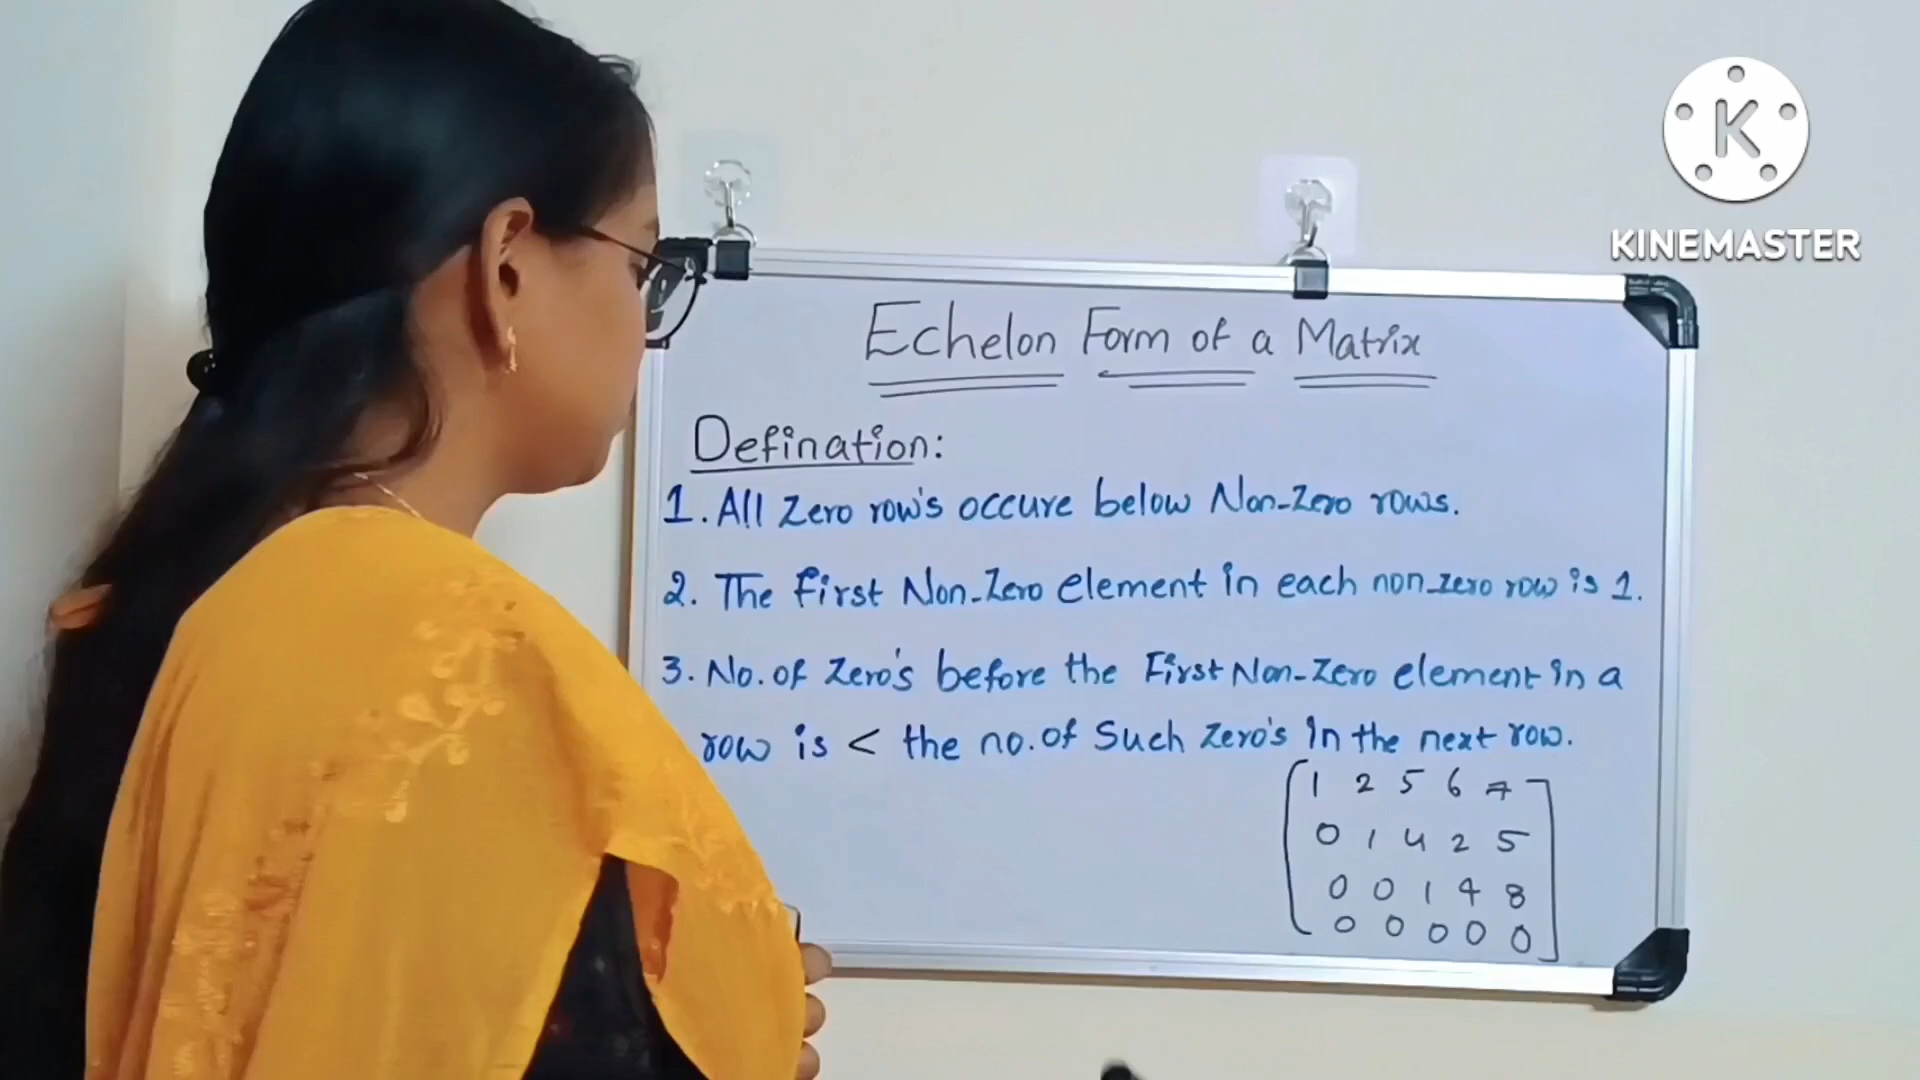 KINEMASTER
Echelon Form of a Matrix
Defination:
1. All Zero row's occure below Non-Zero rows.
2. The First Non-Zero element in each non-zero row is 1.
3. No. of Zero's before the First Non-Zero element in a
row is < the no. of Such Zero's in the next row.
1 2 5 6 7
0 1 4 2 5
0 0 1 4 8
0 0 0 0 0